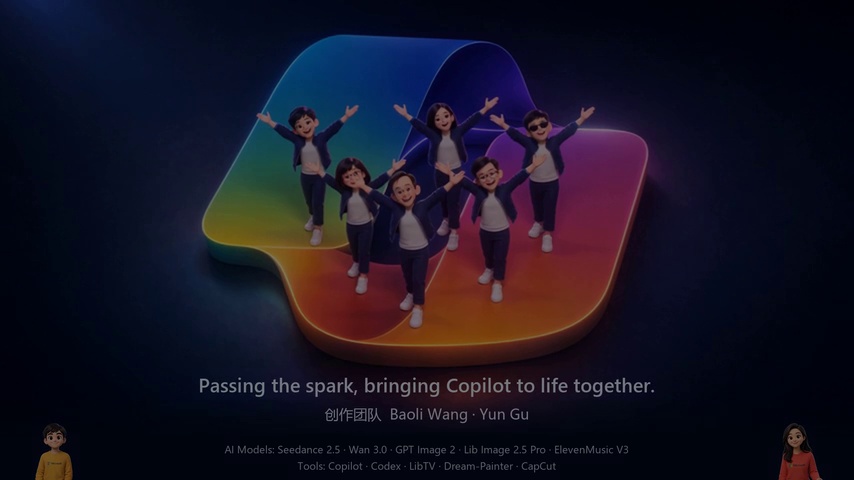 Passing the spark, bringing Copilot to life together.
创作团队 Baoli Wang · Yun Gu
AI Models: Seedance 2.5 · Wan 3.0 · GPT Image 2 · Lib Image 2.5 Pro · ElevenMusic V3
Tools: Copilot · Codex · LibTV · Dream-Painter · CapCut